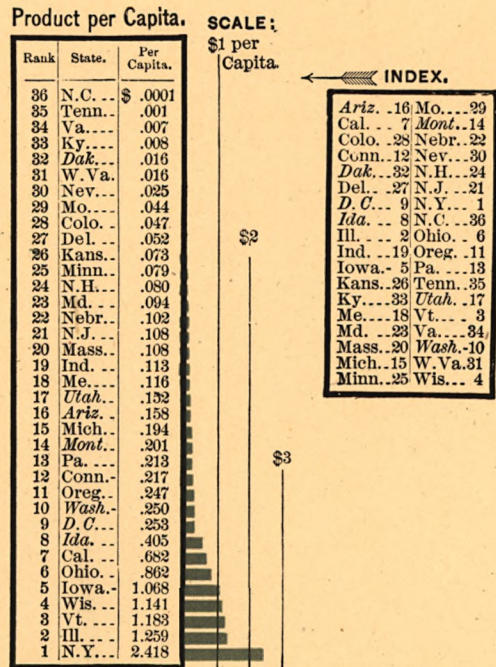 Product per Capita.
SCALE:
$1 per
Capita.
Rank State. Per Capita.
36 N.C... $ .0001
35 Tenn.. .001
34 Va.... .007
33 Ky.... .008
32 Dak... .016
31 W.Va. .016
30 Nev... .025
29 Mo.... .044
28 Colo. .047
27 Del. .. .052
26 Kans.. .073
25 Minn.. .079
24 N.H... .080
23 Md. ... .094
22 Nebr.. .102
21 N.J... .108
20 Mass.. .108
19 Ind. .. .113
18 Me.... .116
17 Utah.. .132
16 Ariz. . .158
15 Mich.. .194
14 Mont.. .201
13 Pa. ... .213
12 Conn.- .217
11 Oreg.. .247
10 Wash.- .250
9 D.C... .253
8 Ida. .. .405
7 Cal. .. .682
6 Ohio. . .862
5 Iowa.- 1.068
4 Wis. .. 1.141
3 Vt. ... 1.183
2 Ill. ... 1.259
1 N.Y... 2.418
$2
$3
INDEX.
Ariz. .16 Mo....29
Cal. .. 7 Mont..14
Colo. .28 Nebr..22
Conn..12 Nev...30
Dak...32 N.H...24
Del...27 N.J...21
D.C... 9 N.Y... 1
Ida. .. 8 N.C...36
Ill. ... 2 Ohio.. 6
Ind...19 Oreg..11
Iowa.- 5 Pa....13
Kans..26 Tenn..35
Ky....33 Utah..17
Me....18 Vt. ... 3
Md. ..23 Va....34
Mass..20 Wash.-10
Mich..15 W.Va.31
Minn..25 Wis... 4